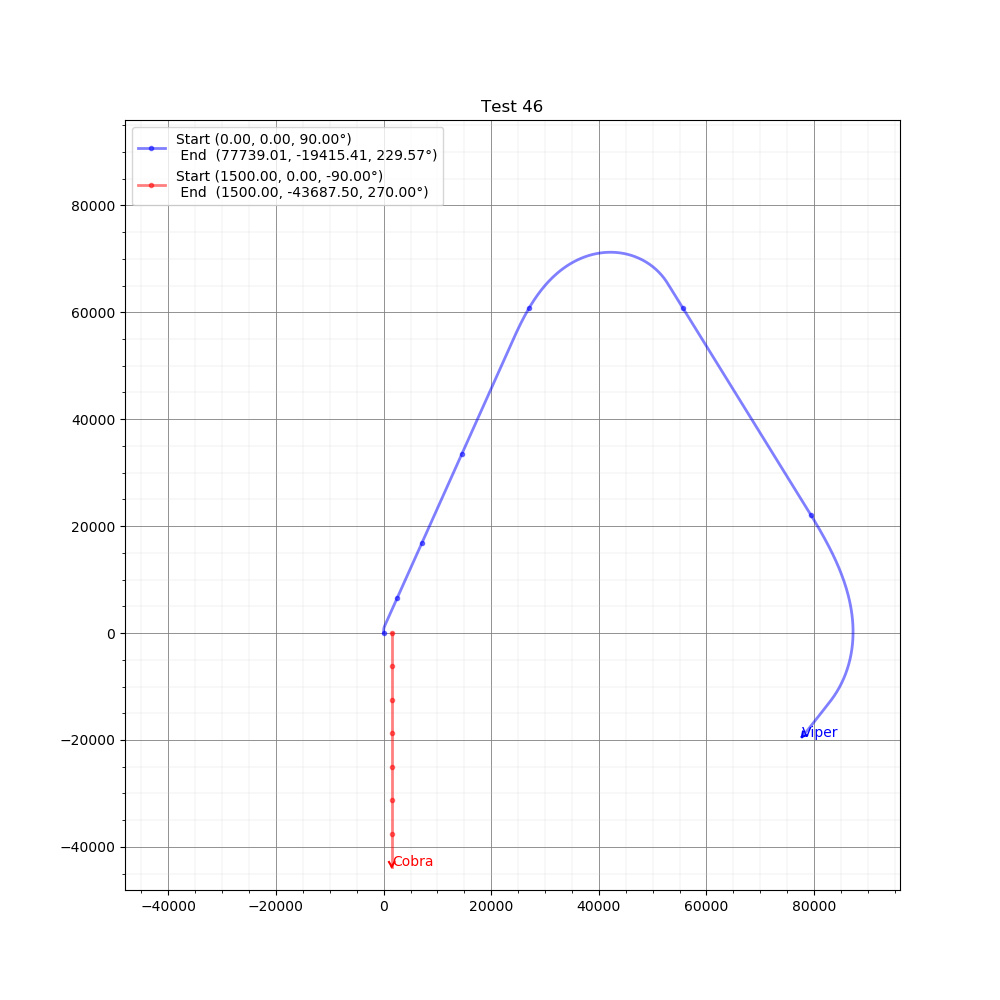 Test 46
Start (0.00, 0.00, 90.00°)
End  (77739.01, -19415.41, 229.57°)
Start (1500.00, 0.00, -90.00°)
End  (1500.00, -43687.50, 270.00°)
80000
60000
40000
20000
0
−20000
−40000
Viper
Cobra
−40000 −20000 0 20000 40000 60000 80000